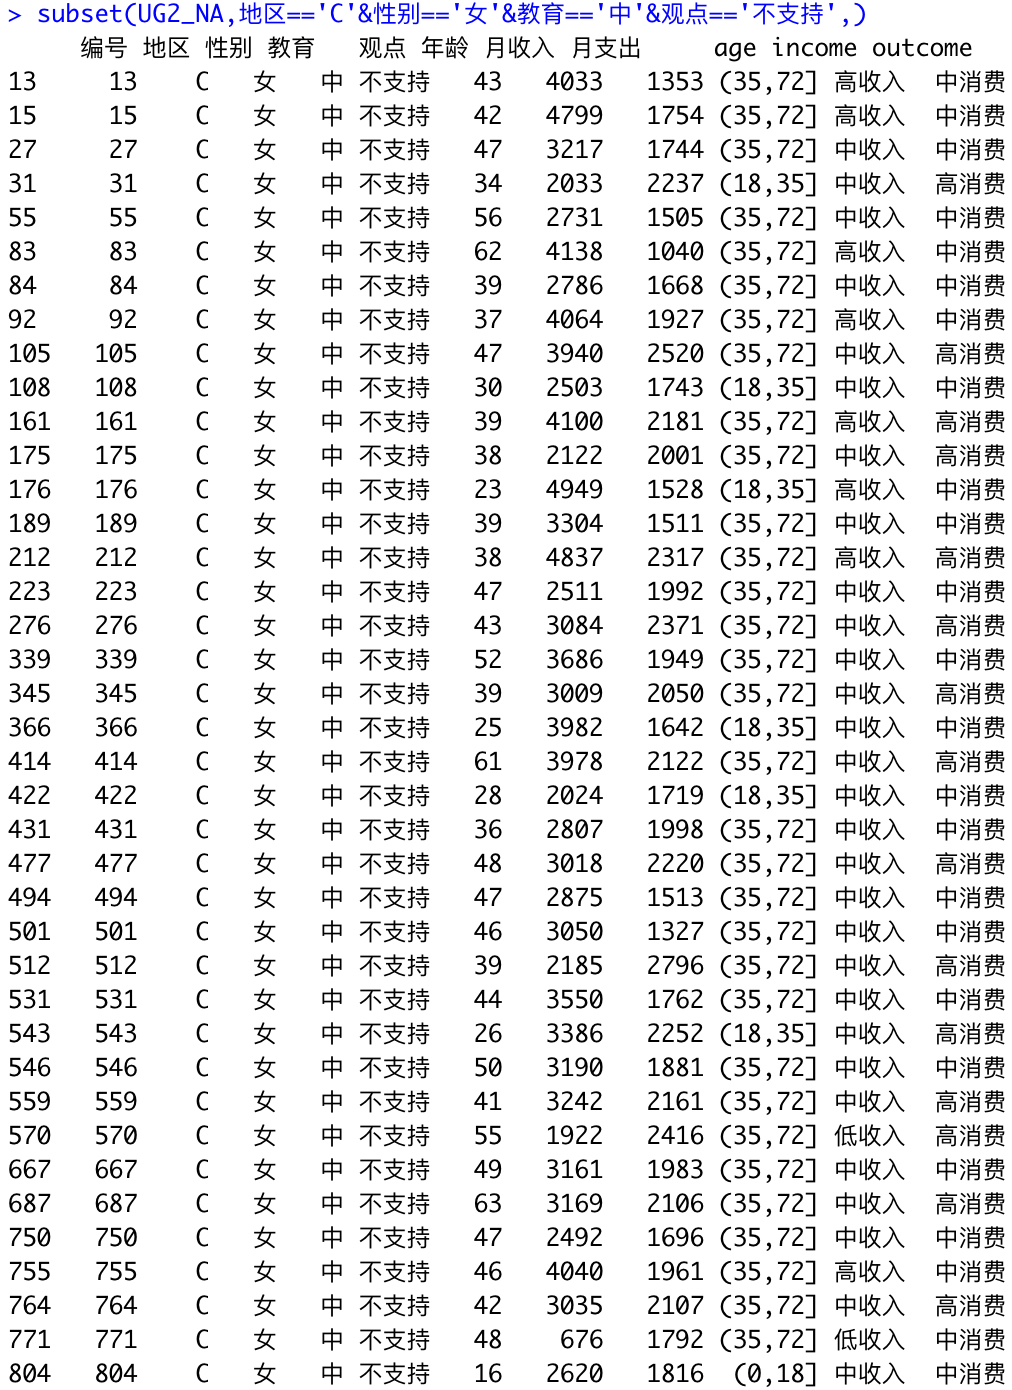 > subset(UG2_NA,地区=='C'&性别=='女'&教育=='中'&观点=='不支持',)
编号 地区 性别 教育 观点 年龄 月收入 月支出 age income outcome
13 13 C 女 中 不支持 43 4033 1353 (35,72] 高收入 中消费
15 15 C 女 中 不支持 42 4799 1754 (35,72] 高收入 中消费
27 27 C 女 中 不支持 47 3217 1744 (35,72] 中收入 中消费
31 31 C 女 中 不支持 34 2033 2237 (18,35] 中收入 高消费
55 55 C 女 中 不支持 56 2731 1505 (35,72] 中收入 中消费
83 83 C 女 中 不支持 62 4138 1040 (35,72] 高收入 中消费
84 84 C 女 中 不支持 39 2786 1668 (35,72] 中收入 中消费
92 92 C 女 中 不支持 37 4064 1927 (35,72] 高收入 中消费
105 105 C 女 中 不支持 47 3940 2520 (35,72] 中收入 高消费
108 108 C 女 中 不支持 30 2503 1743 (18,35] 中收入 中消费
161 161 C 女 中 不支持 39 4100 2181 (35,72] 高收入 高消费
175 175 C 女 中 不支持 38 2122 2001 (35,72] 中收入 高消费
176 176 C 女 中 不支持 23 4949 1528 (18,35] 高收入 中消费
189 189 C 女 中 不支持 39 3304 1511 (35,72] 中收入 中消费
212 212 C 女 中 不支持 38 4837 2317 (35,72] 高收入 高消费
223 223 C 女 中 不支持 47 2511 1992 (35,72] 中收入 中消费
276 276 C 女 中 不支持 43 3084 2371 (35,72] 中收入 高消费
339 339 C 女 中 不支持 52 3686 1949 (35,72] 中收入 中消费
345 345 C 女 中 不支持 39 3009 2050 (35,72] 中收入 高消费
366 366 C 女 中 不支持 25 3982 1642 (18,35] 中收入 中消费
414 414 C 女 中 不支持 61 3978 2122 (35,72] 中收入 高消费
422 422 C 女 中 不支持 28 2024 1719 (18,35] 中收入 中消费
431 431 C 女 中 不支持 36 2807 1998 (35,72] 中收入 中消费
477 477 C 女 中 不支持 48 3018 2220 (35,72] 中收入 高消费
494 494 C 女 中 不支持 47 2875 1513 (35,72] 中收入 中消费
501 501 C 女 中 不支持 46 3050 1327 (35,72] 中收入 中消费
512 512 C 女 中 不支持 39 2185 2796 (35,72] 中收入 高消费
531 531 C 女 中 不支持 44 3550 1762 (35,72] 中收入 中消费
543 543 C 女 中 不支持 26 3386 2252 (18,35] 中收入 高消费
546 546 C 女 中 不支持 50 3190 1881 (35,72] 中收入 中消费
559 559 C 女 中 不支持 41 3242 2161 (35,72] 中收入 高消费
570 570 C 女 中 不支持 55 1922 2416 (35,72] 低收入 高消费
667 667 C 女 中 不支持 49 3161 1983 (35,72] 中收入 中消费
687 687 C 女 中 不支持 63 3169 2106 (35,72] 中收入 高消费
750 750 C 女 中 不支持 47 2492 1696 (35,72] 中收入 中消费
755 755 C 女 中 不支持 46 4040 1961 (35,72] 高收入 中消费
764 764 C 女 中 不支持 42 3035 2107 (35,72] 中收入 高消费
771 771 C 女 中 不支持 48 676 1792 (35,72] 低收入 中消费
804 804 C 女 中 不支持 16 2620 1816 (0,18] 中收入 中消费